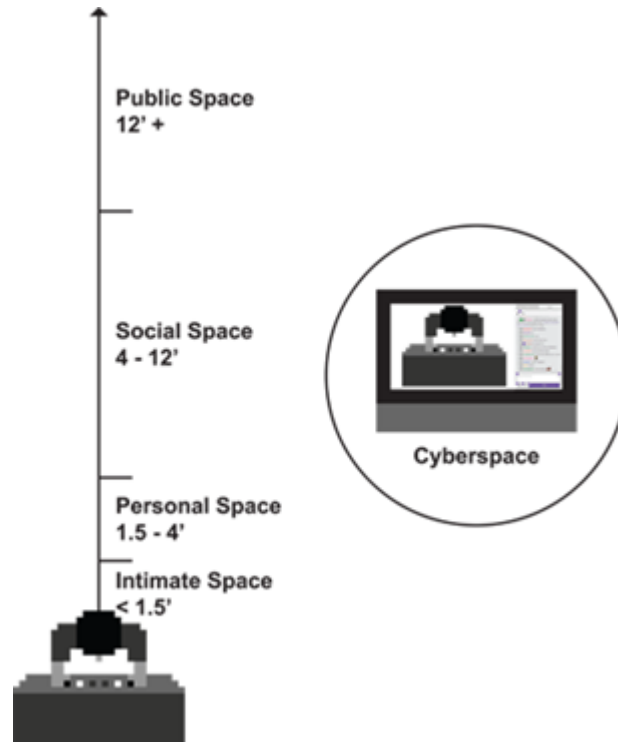 Public Space
12’ +
Social Space
4 - 12’
Personal Space
1.5 - 4’
Intimate Space
< 1.5’
Cyberspace